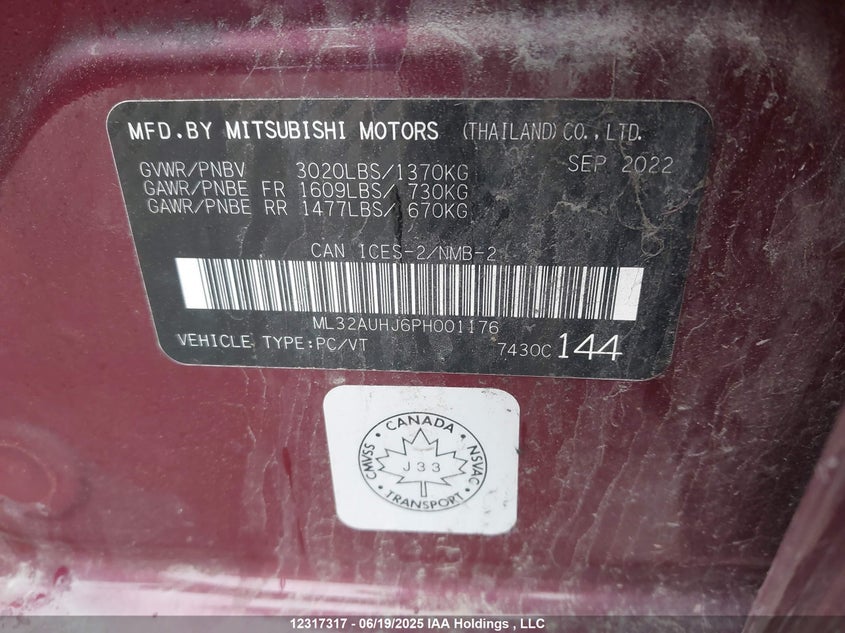 MFD.BY MITSUBISHI MOTORS (THAILAND) CO.,LTD.
SEP 2022
GVWR/PNBV 3020LBS/1370KG
GAWR/PNBE FR 1609LBS/ 730KG
GAWR/PNBE RR 1477LBS/ 670KG
CAN ICES-2/NMB-2
ML32AUHJ6PH001176
VEHICLE TYPE:PC/VT 7430C 144
CANADA
CMVSS
J33
NSVAC
TRANSPORT
12317317 - 06/19/2025 IAA Holdings , LLC